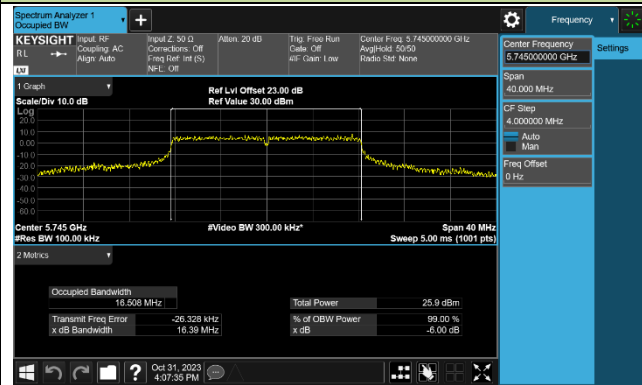 Spectrum Analyzer 1
Occupied BW
Frequency
KEYSIGHT
RL
LXI
Input: RF
Coupling: AC
Align: Auto
Input Z: 50 Ω
Corrections: Off
Freq Ref: Int (S)
NFE: Off
Atten: 20 dB
Trig: Free Run
Gate: Off
#IF Gain: Low
Center Freq: 5.745000000 GHz
Avg|Hold: 50/50
Radio Std: None
Center Frequency
5.745000000 GHz
Settings
Span
40.000 MHz
CF Step
4.000000 MHz
Auto
Man
Freq Offset
0 Hz
1 Graph
Scale/Div 10.0 dB
Ref Lvl Offset 23.00 dB
Ref Value 30.00 dBm
Log
20.0
10.0
0.00
-10.0
-20.0
-30.0
-40.0
-50.0
-60.0
Center 5.745 GHz
#Res BW 100.00 kHz
#Video BW 300.00 kHz*
Span 40 MHz
Sweep 5.00 ms (1001 pts)
2 Metrics
Occupied Bandwidth
16.508 MHz
Transmit Freq Error -26.328 kHz
x dB Bandwidth 16.39 MHz
Total Power 25.9 dBm
% of OBW Power 99.00 %
x dB -6.00 dB
Oct 31, 2023
4:07:35 PM